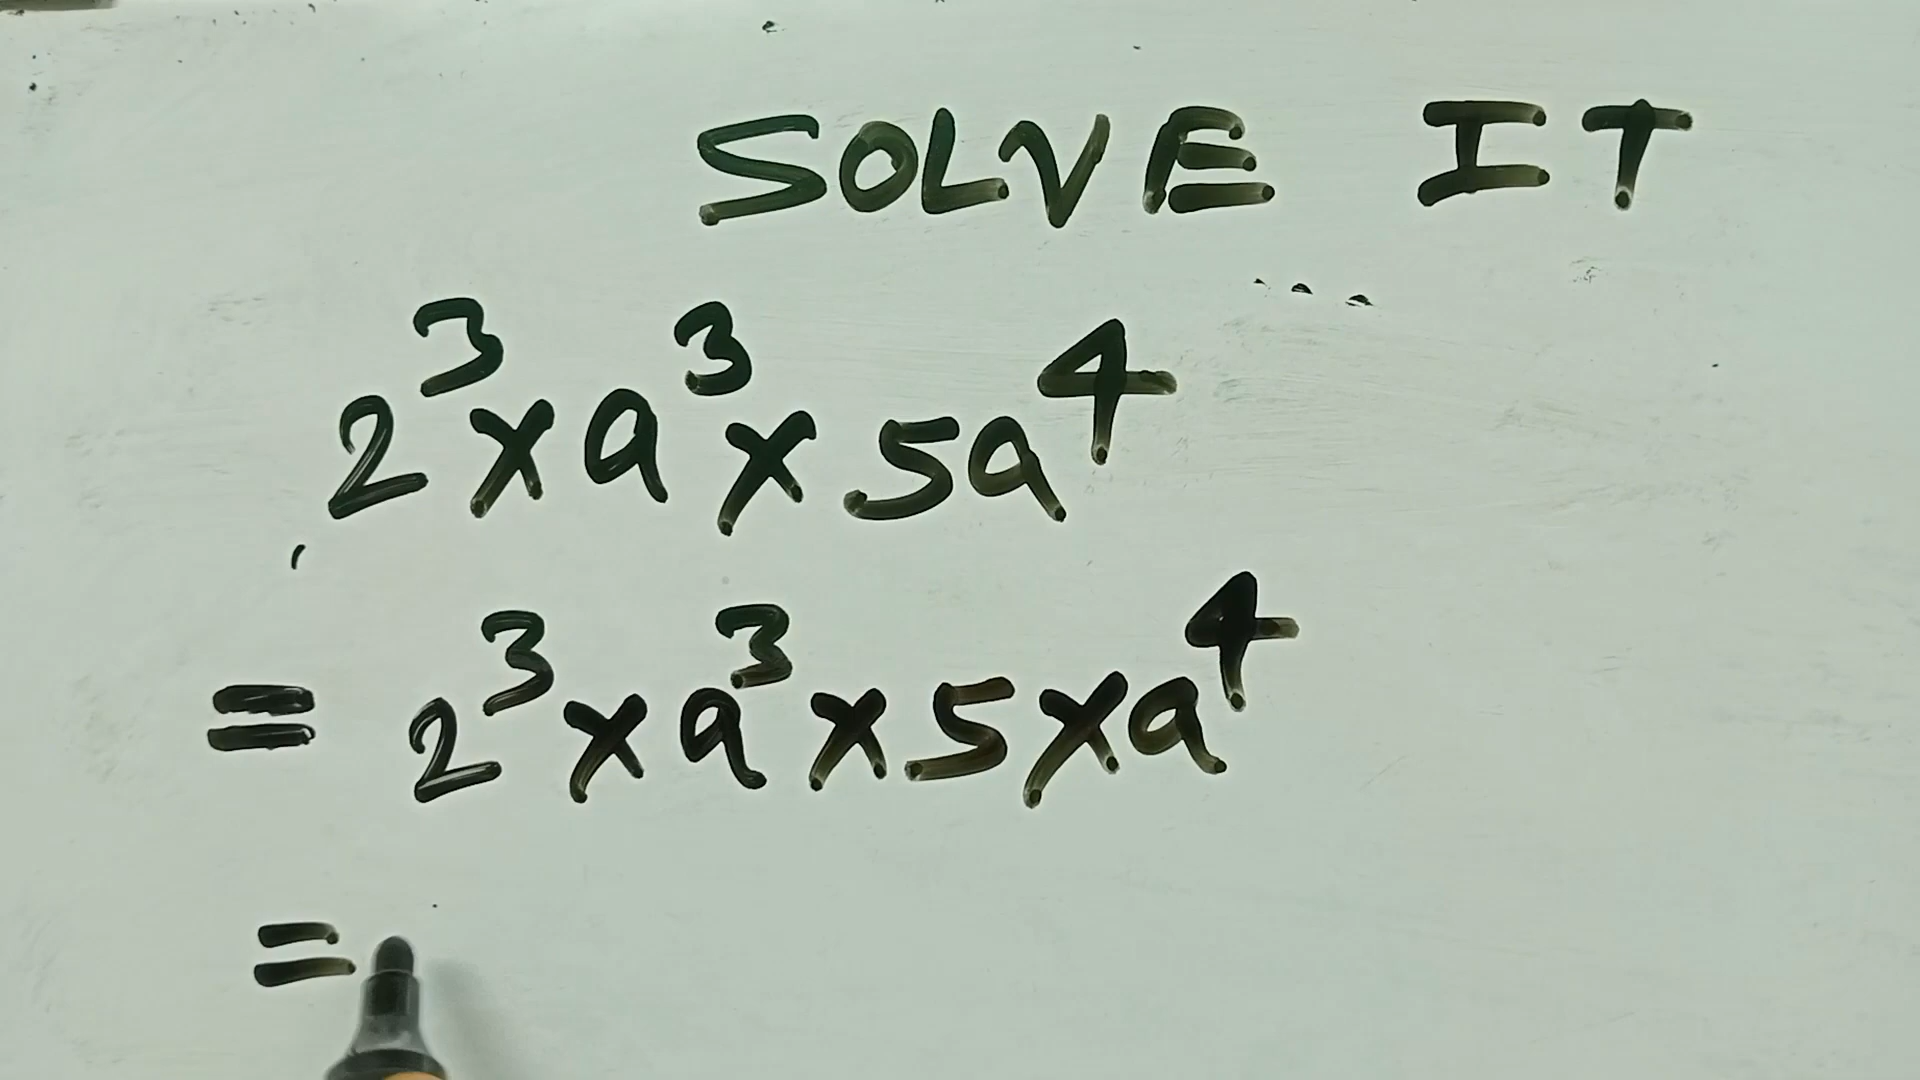 SOLVE IT
2³ × a³ × 5a⁴
= 2³ × a³ × 5 × a⁴
=